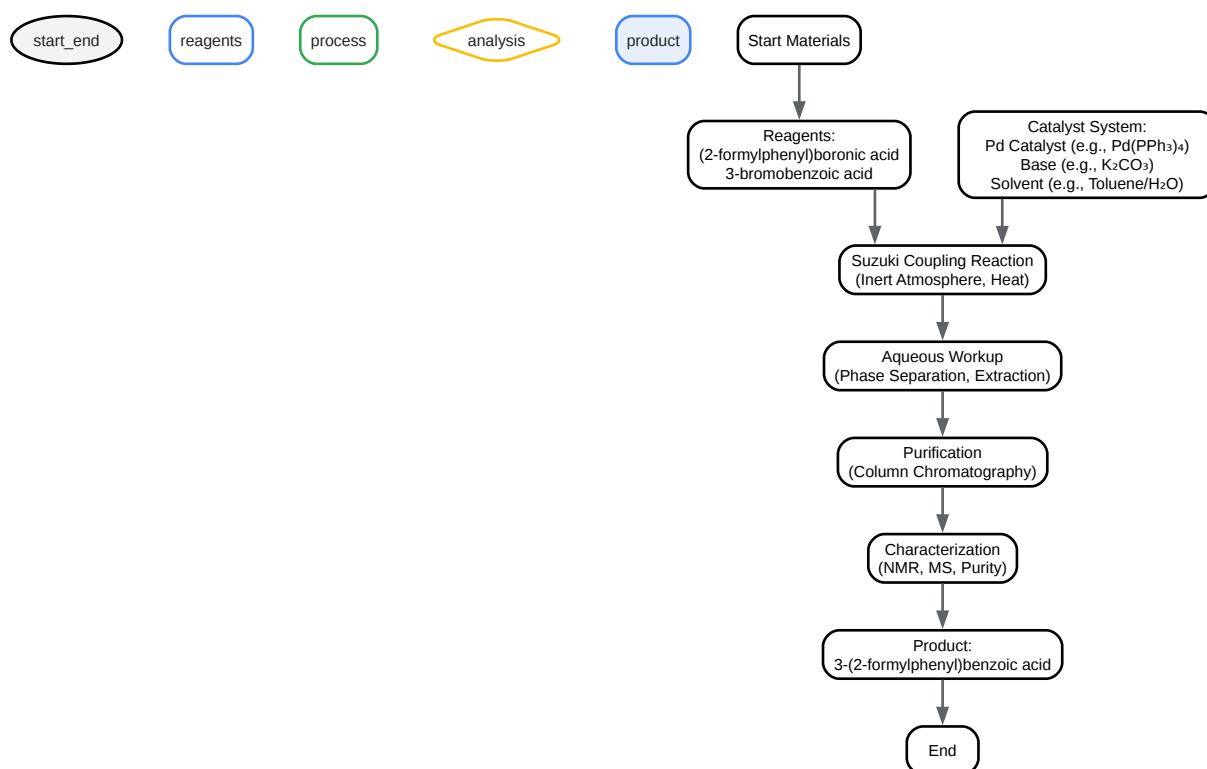 start_end
reagents
process
analysis
product
Start Materials
Reagents:
(2-formylphenyl)boronic acid
3-bromobenzoic acid
Catalyst System:
Pd Catalyst (e.g., Pd(PPh₃)₄)
Base (e.g., K₂CO₃)
Solvent (e.g., Toluene/H₂O)
Suzuki Coupling Reaction
(Inert Atmosphere, Heat)
Aqueous Workup
(Phase Separation, Extraction)
Purification
(Column Chromatography)
Characterization
(NMR, MS, Purity)
Product:
3-(2-formylphenyl)benzoic acid
End